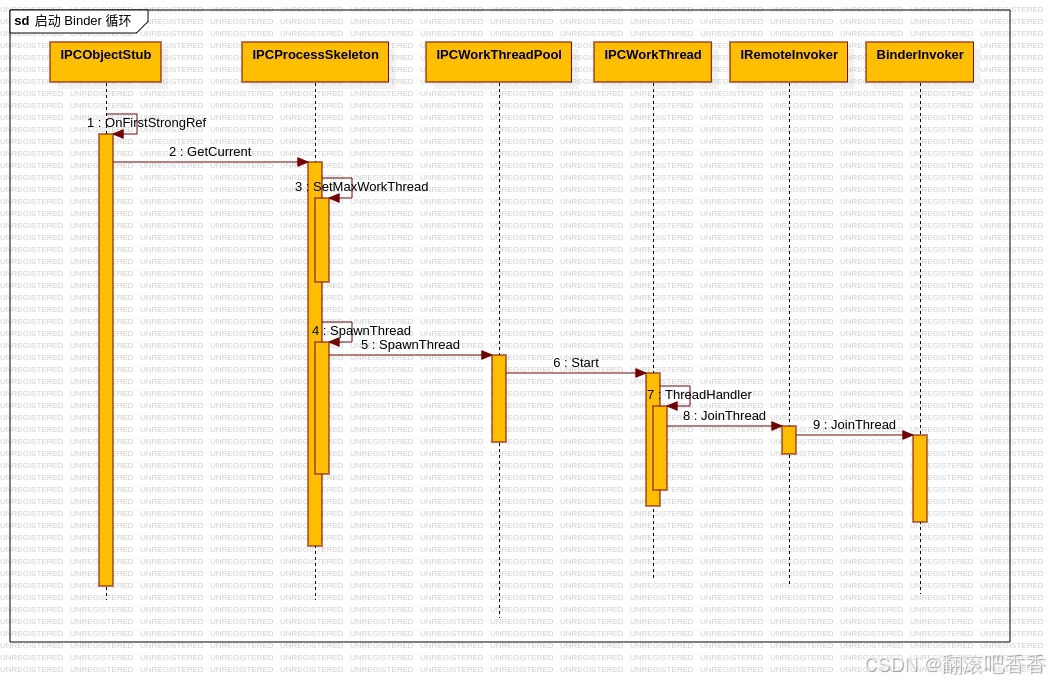 sd 启动 Binder 循环
IPCObjectStub
IPCProcessSkeleton
IPCWorkThreadPool
IPCWorkThread
IRemoteInvoker
BinderInvoker
1 : OnFirstStrongRef
2 : GetCurrent
3 : SetMaxWorkThread
4 : SpawnThread
5 : SpawnThread
6 : Start
7 : ThreadHandler
8 : JoinThread
9 : JoinThread
UNREGISTERED
CSDN @翻滚吧香香